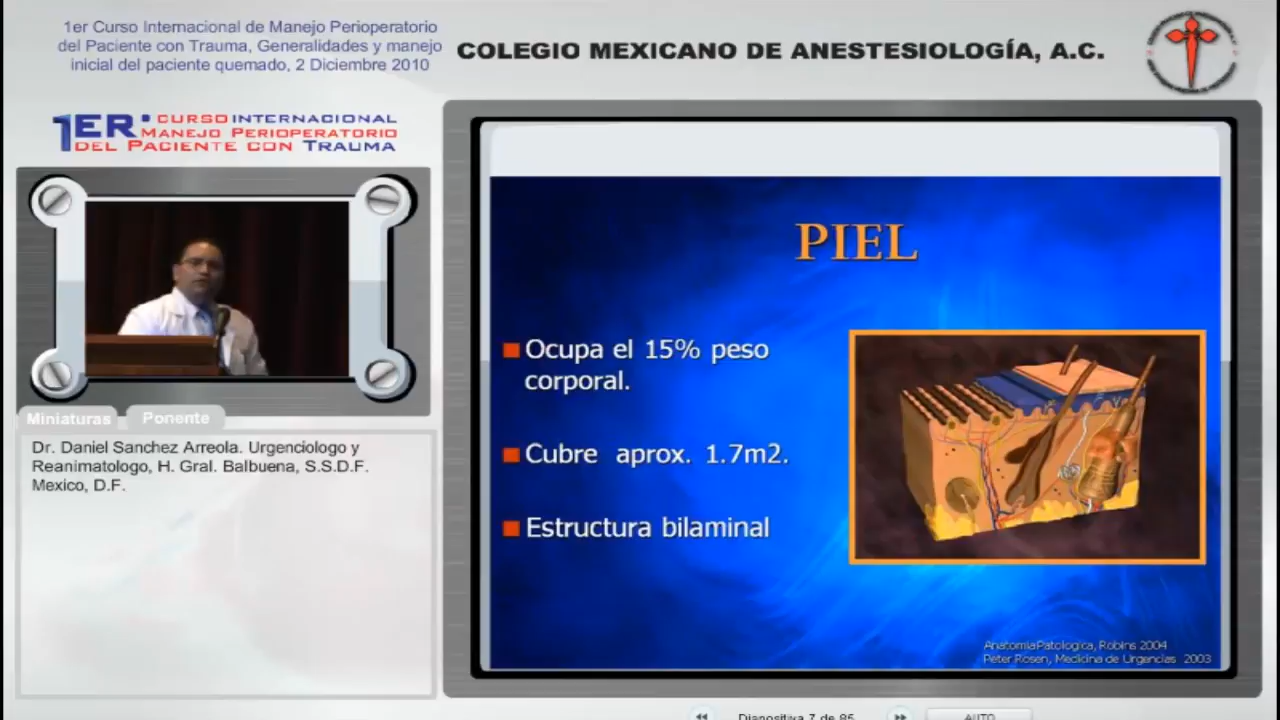 1er Curso Internacional de Manejo Perioperatorio
del Paciente con Trauma, Generalidades y manejo
inicial del paciente quemado, 2 Diciembre 2010
COLEGIO MEXICANO DE ANESTESIOLOGÍA, A.C.
1ER. CURSO INTERNACIONAL
MANEJO PERIOPERATORIO
DEL PACIENTE CON TRAUMA
Miniaturas
Ponente
Dr. Daniel Sanchez Arreola. Urgenciologo y
Reanimatologo, H. Gral. Balbuena, S.S.D.F.
Mexico, D.F.
PIEL
Ocupa el 15% peso
corporal.
Cubre aprox. 1.7m2.
Estructura bilaminal
Anatomia Patologica, Robins 2004
Peter Rosen, Medicina de Urgencias 2003
Diapositiva 7 de 85
AUTO